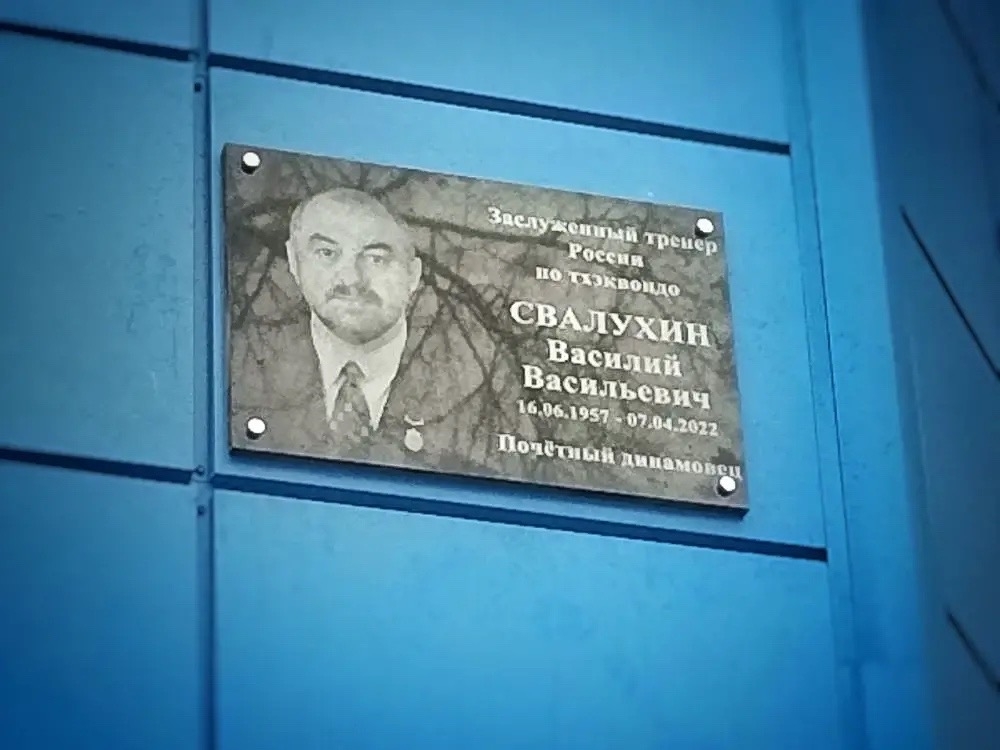 Заслуженный тренер
России
по тхэквондо
СВАЛУХИН
Василий
Васильевич
16.06.1957 - 07.04.2022
Почётный динамовец